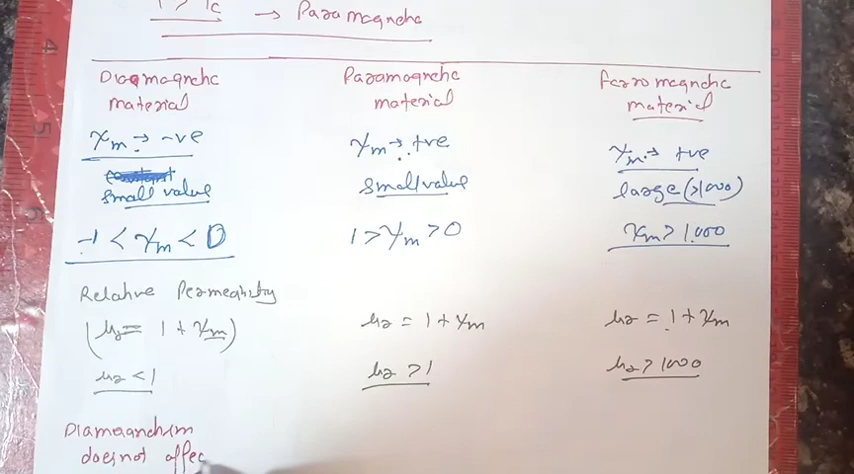 T > Tc → Paramagnetic
Diamagnetic material
Paramagnetic material
Ferromagnetic material
χm → -ve
χm → +ve
χm → +ve
small value
small value
large (>1000)
-1 < χm < 0
1 > χm > 0
χm > 1000
Relative Permeability
(μr = 1 + χm)
μr = 1 + χm
μr = 1 + χm
μr < 1
μr > 1
μr > 1000
Diamagnetism
does not affec